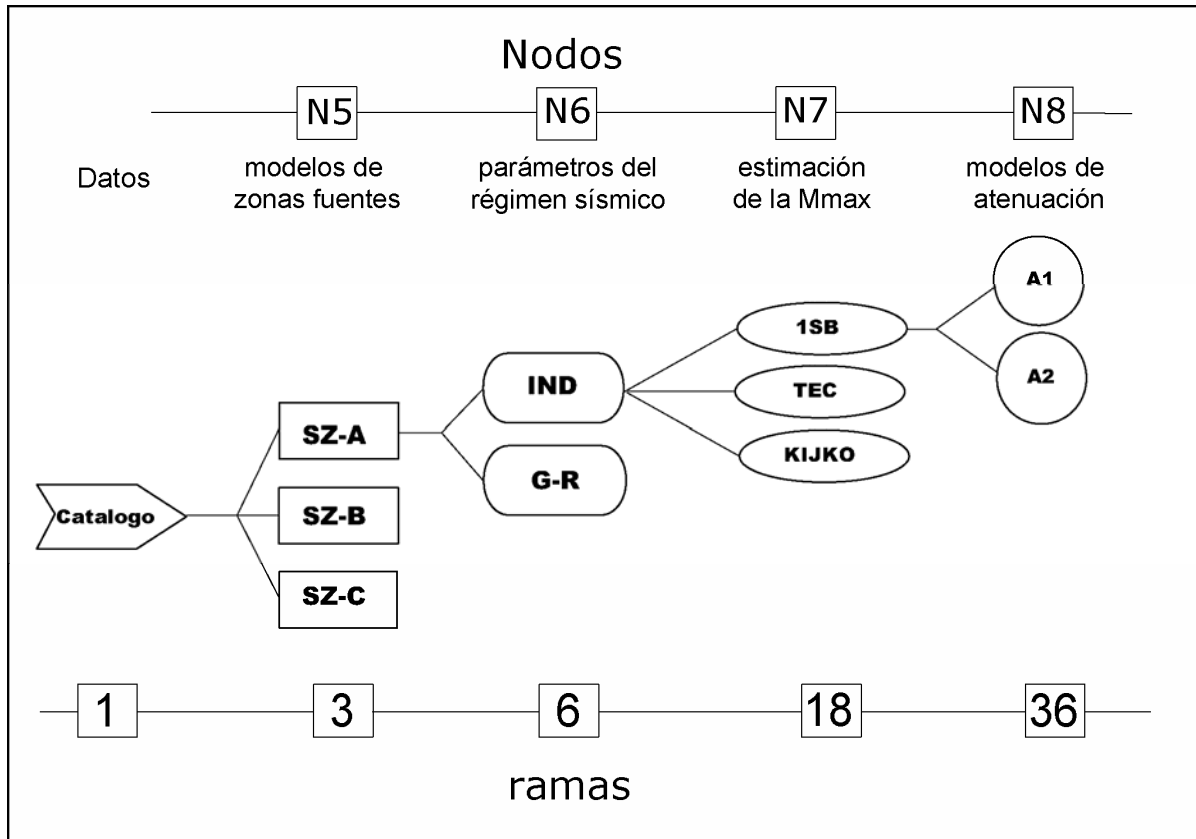 Nodos
N5 N6 N7 N8
Datos
modelos de
zonas fuentes
parámetros del
régimen sísmico
estimación
de la Mmax
modelos de
atenuación
A1
1SB
A2
IND
TEC
SZ-A
KIJKO
G-R
Catalogo
SZ-B
SZ-C
1 3 6 18 36
ramas